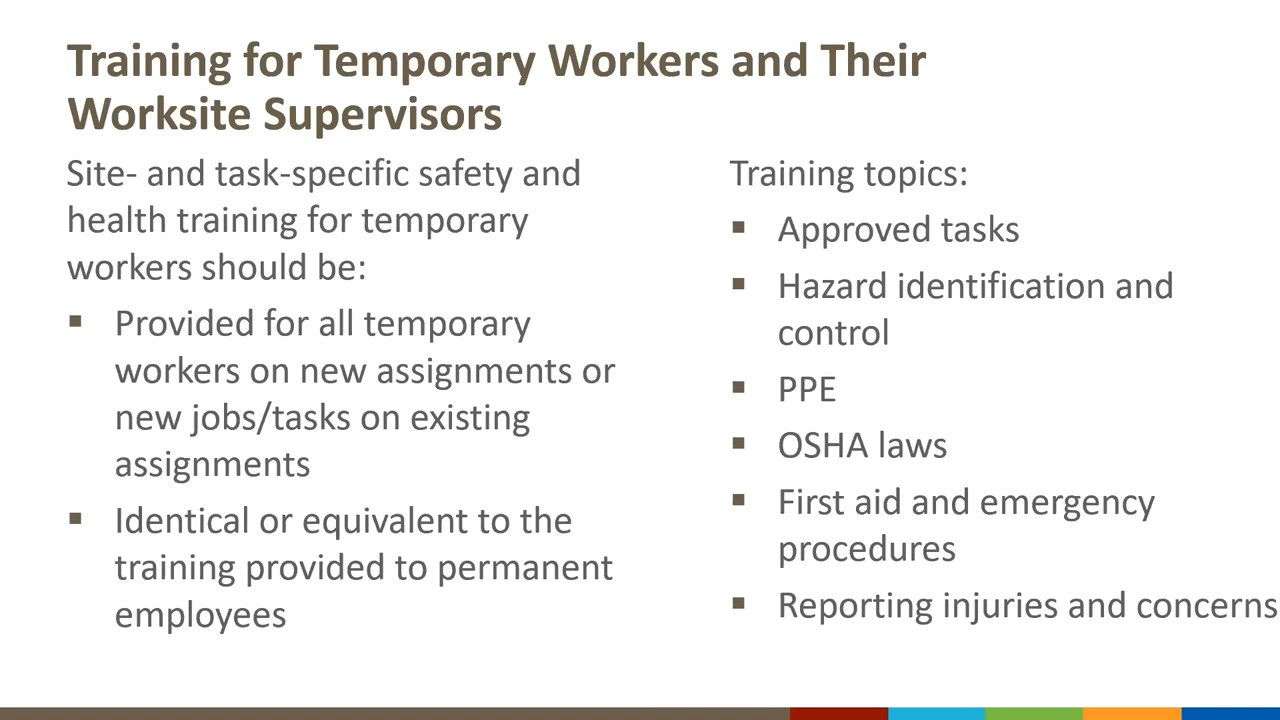 Training for Temporary Workers and Their
Worksite Supervisors
Site- and task-specific safety and
health training for temporary
workers should be:
▪ Provided for all temporary
workers on new assignments or
new jobs/tasks on existing
assignments
▪ Identical or equivalent to the
training provided to permanent
employees
Training topics:
▪ Approved tasks
▪ Hazard identification and
control
▪ PPE
▪ OSHA laws
▪ First aid and emergency
procedures
▪ Reporting injuries and concerns